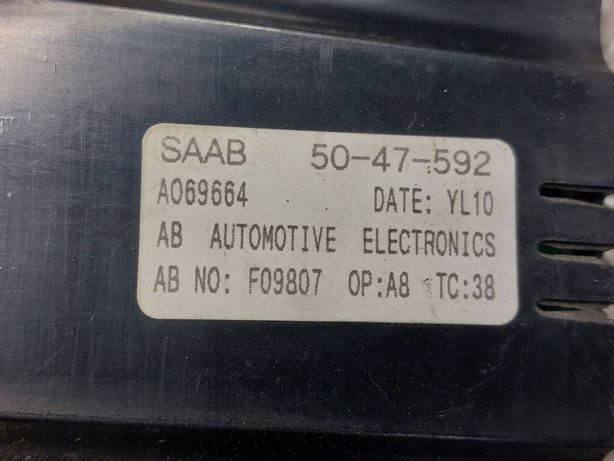 SAAB 50-47-592
A069664 DATE: YL10
AB AUTOMOTIVE ELECTRONICS
AB NO: F09807 OP:A8 TC:38